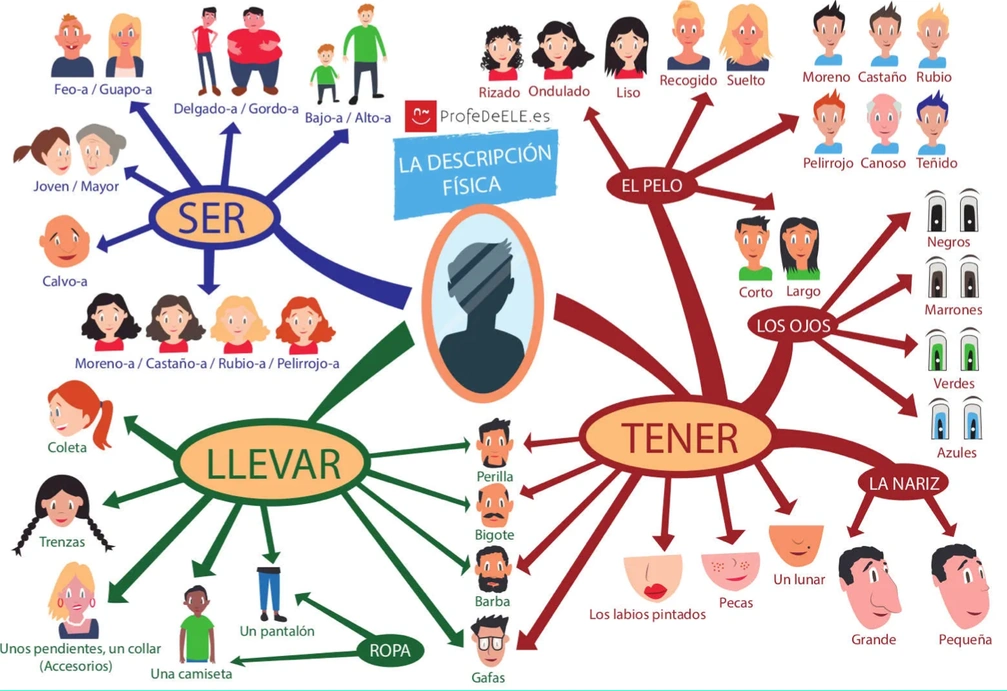 ProfeDeELE.es
LA DESCRIPCIÓN
FÍSICA
SER
Feo-a / Guapo-a
Delgado-a / Gordo-a
Bajo-a / Alto-a
Joven / Mayor
Calvo-a
Moreno-a / Castaño-a / Rubio-a / Pelirrojo-a
LLEVAR
Coleta
Trenzas
Unos pendientes, un collar
(Accesorios)
Una camiseta
Un pantalón
ROPA
Perilla
Bigote
Barba
Gafas
TENER
EL PELO
Rizado
Ondulado
Liso
Recogido
Suelto
Moreno
Castaño
Rubio
Pelirrojo
Canoso
Teñido
Corto
Largo
LOS OJOS
Negros
Marrones
Verdes
Azules
LA NARIZ
Grande
Pequeña
Los labios pintados
Pecas
Un lunar